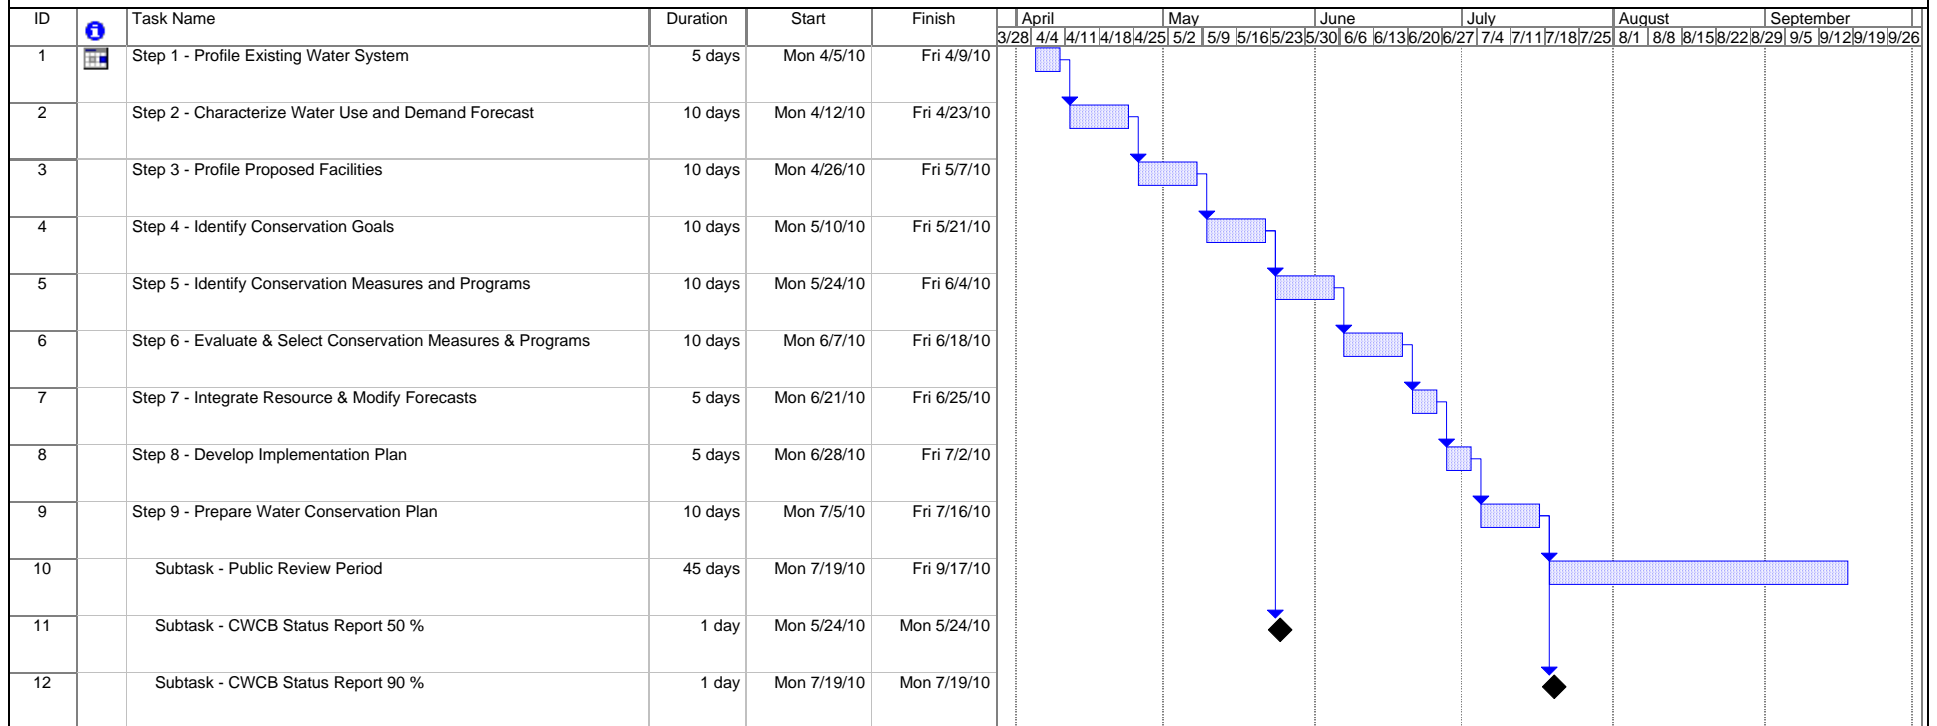 ID Task Name Duration Start Finish April May June July August September
3/28 4/4 4/11 4/18 4/25 5/2 5/9 5/16 5/23 5/30 6/6 6/13 6/20 6/27 7/4 7/11 7/18 7/25 8/1 8/8 8/15 8/22 8/29 9/5 9/12 9/19 9/26
1 Step 1 - Profile Existing Water System 5 days Mon 4/5/10 Fri 4/9/10
2 Step 2 - Characterize Water Use and Demand Forecast 10 days Mon 4/12/10 Fri 4/23/10
3 Step 3 - Profile Proposed Facilities 10 days Mon 4/26/10 Fri 5/7/10
4 Step 4 - Identify Conservation Goals 10 days Mon 5/10/10 Fri 5/21/10
5 Step 5 - Identify Conservation Measures and Programs 10 days Mon 5/24/10 Fri 6/4/10
6 Step 6 - Evaluate & Select Conservation Measures & Programs 10 days Mon 6/7/10 Fri 6/18/10
7 Step 7 - Integrate Resource & Modify Forecasts 5 days Mon 6/21/10 Fri 6/25/10
8 Step 8 - Develop Implementation Plan 5 days Mon 6/28/10 Fri 7/2/10
9 Step 9 - Prepare Water Conservation Plan 10 days Mon 7/5/10 Fri 7/16/10
10 Subtask - Public Review Period 45 days Mon 7/19/10 Fri 9/17/10
11 Subtask - CWCB Status Report 50 % 1 day Mon 5/24/10 Mon 5/24/10
12 Subtask - CWCB Status Report 90 % 1 day Mon 7/19/10 Mon 7/19/10